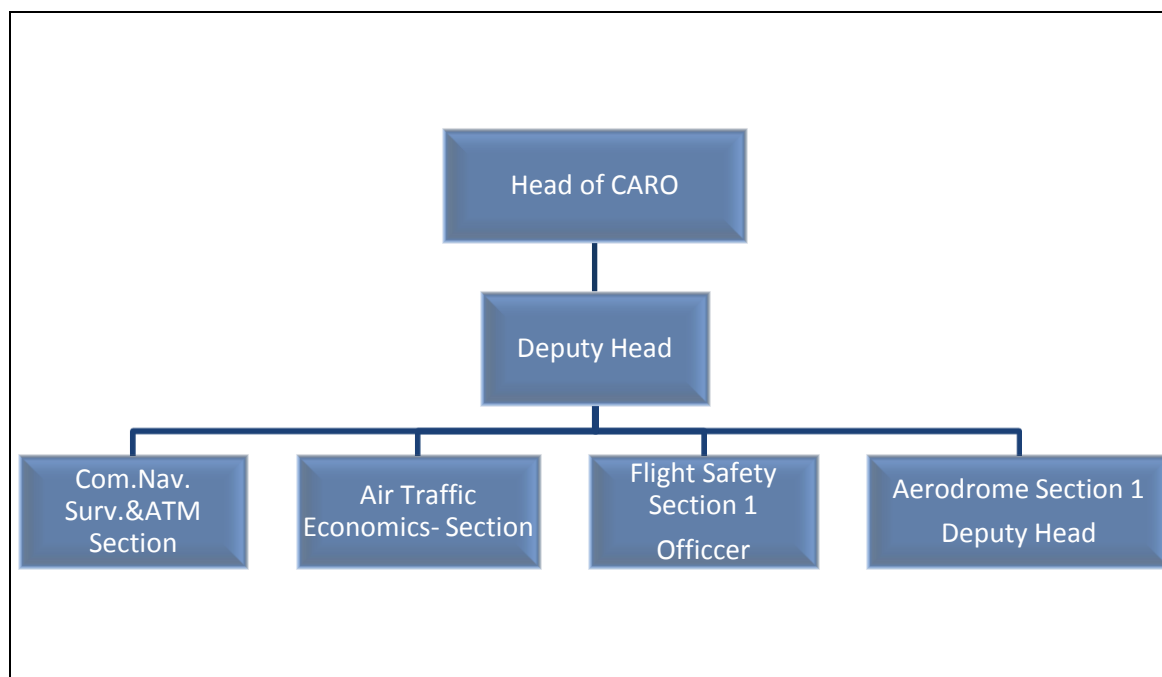 Head of CARO
Deputy Head
Com.Nav.
Surv.&ATM
Section
Air Traffic
Economics- Section
Flight Safety
Section 1
Officcer
Aerodrome Section 1
Deputy Head